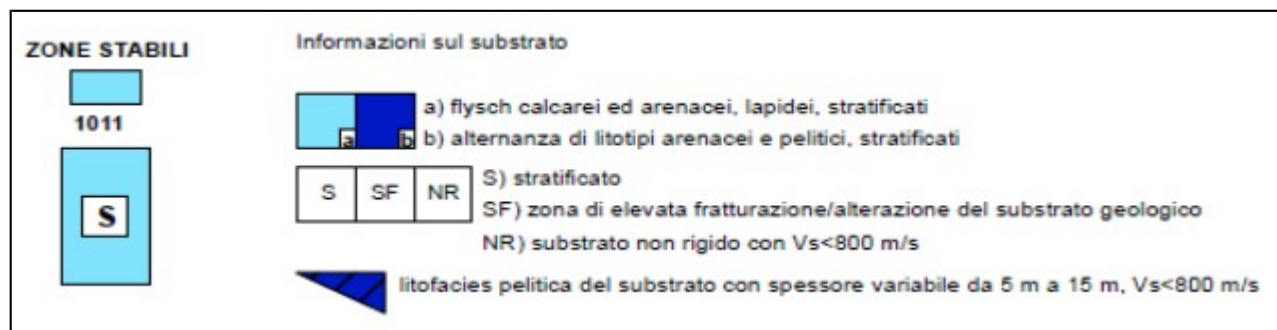 ZONE STABILI
1011
S
Informazioni sul substrato
a b
a) flysch calcarei ed arenacei, lapidei, stratificati
b) alternanza di litotipi arenacei e pelitici, stratificati
S SF NR
S) stratificato
SF) zona di elevata fratturazione/alterazione del substrato geologico
NR) substrato non rigido con Vs<800 m/s
litofacies pelitica del substrato con spessore variabile da 5 m a 15 m, Vs<800 m/s